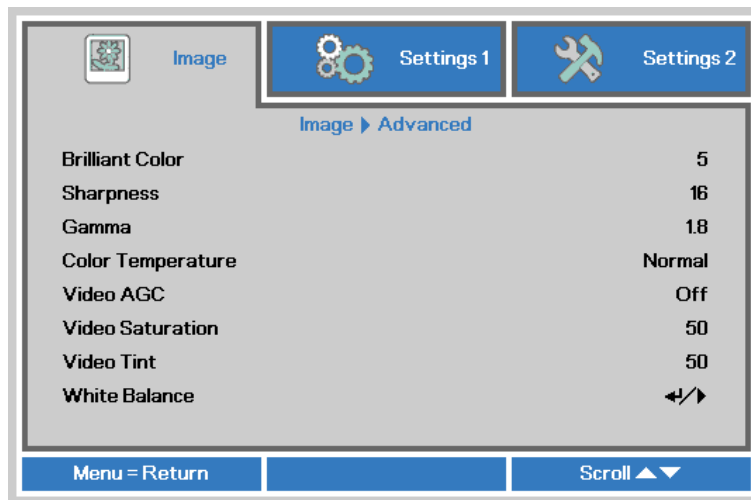 Image Settings 1 Settings 2
Image ▶ Advanced
Brilliant Color 5
Sharpness 16
Gamma 1.8
Color Temperature Normal
Video AGC Off
Video Saturation 50
Video Tint 50
White Balance ↵/▶
Menu = Return Scroll ▲▼